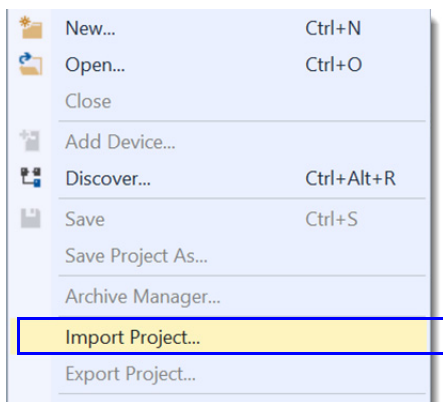 New... Ctrl+N
Open... Ctrl+O
Close
Add Device...
Discover... Ctrl+Alt+R
Save Ctrl+S
Save Project As...
Archive Manager...
Import Project...
Export Project...